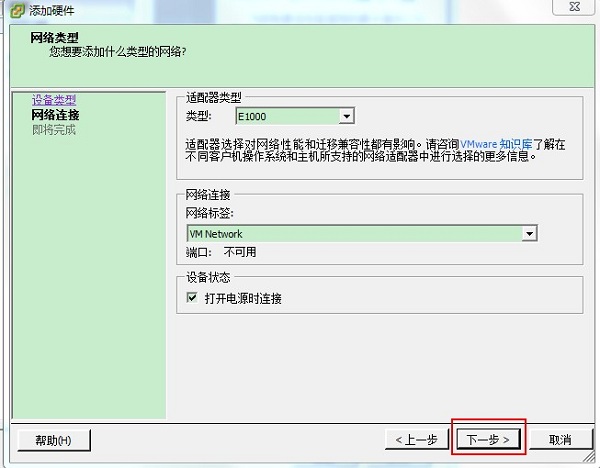 添加硬件
网络类型
您想要添加什么类型的网络?
设备类型
网络连接
即将完成
适配器类型
类型: E1000
适配器选择对网络性能和迁移兼容性都有影响。请咨询VMware 知识库了解在
不同客户机操作系统和主机所支持的网络适配器中进行选择的更多信息。
网络连接
网络标签:
VM Network
端口: 不可用
设备状态
打开电源时连接
帮助(H)
< 上一步
下一步 >
取消